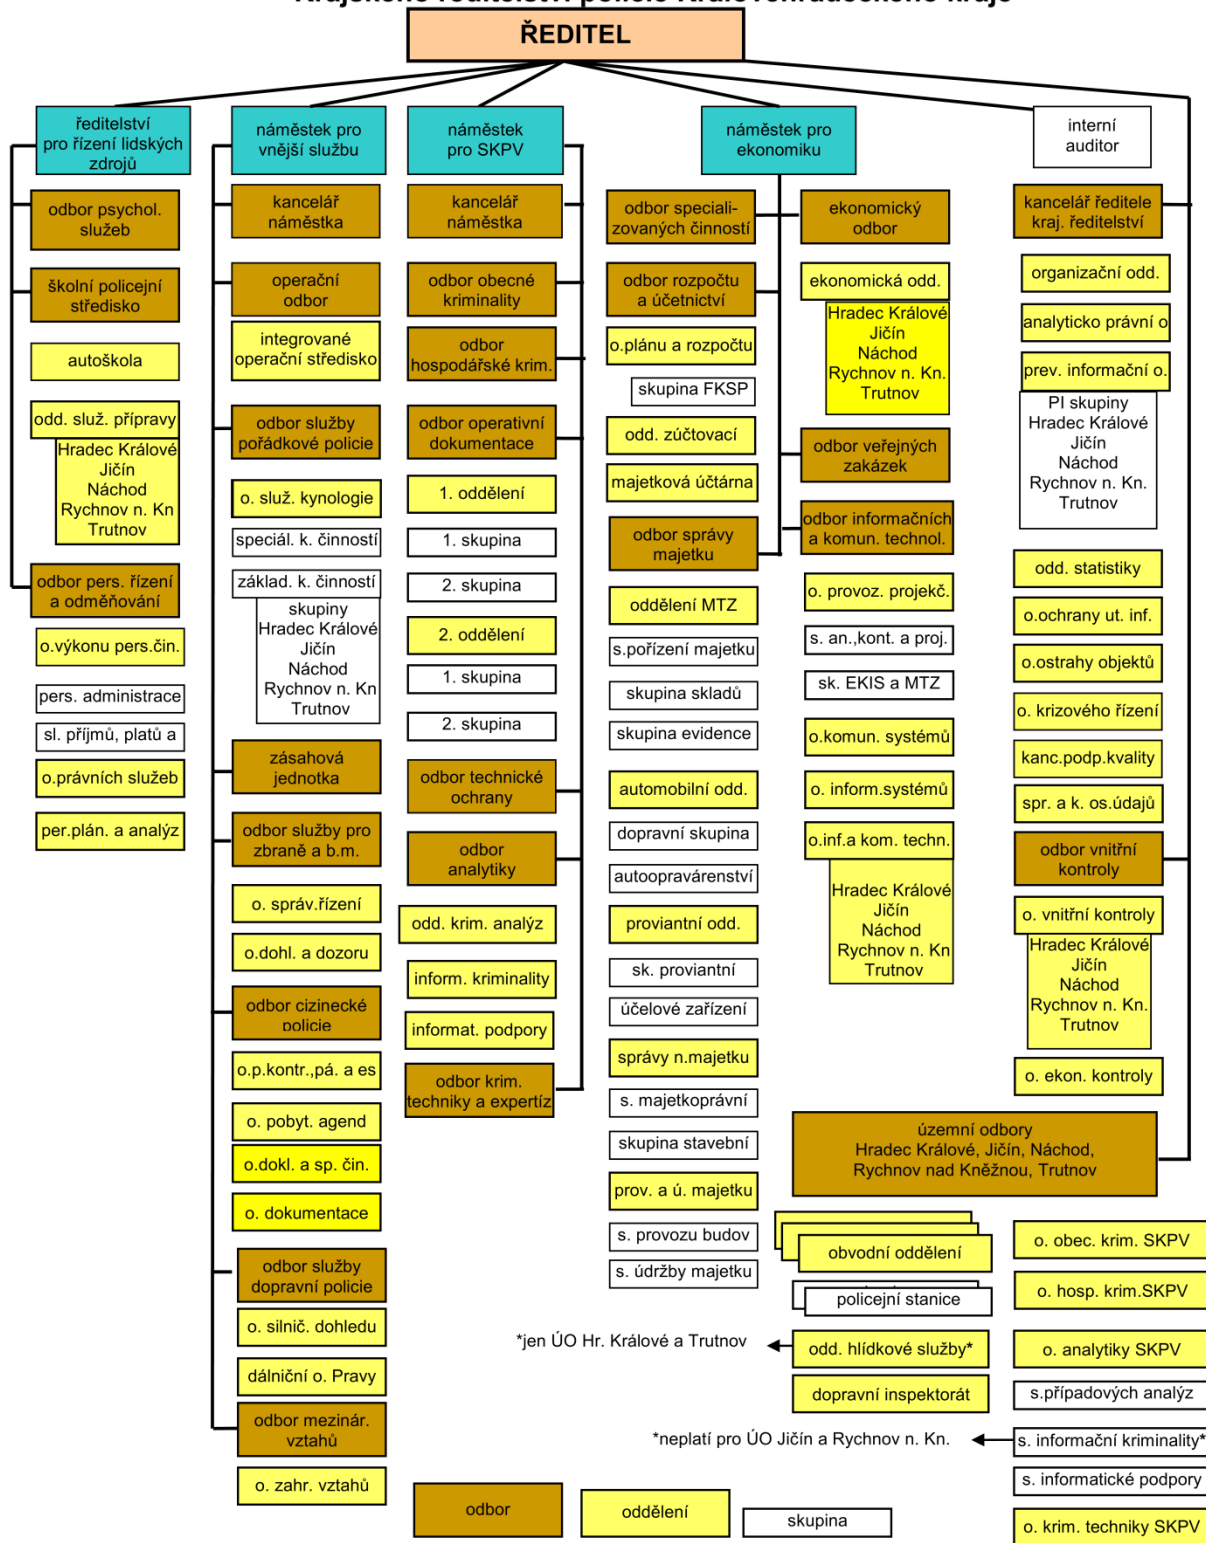 Krajského ředitelství policie Královéhradeckého kraje
ŘEDITEL
ředitelství
pro řízení lidských
zdrojů
odbor psychol.
služeb
školní policejní
středisko
autoškola
odd. služ. přípravy
Hradec Králové
Jičín
Náchod
Rychnov n. Kn
Trutnov
odbor pers. řízení
a odměňování
o.výkonu pers.čin.
pers. administrace
sl. příjmů, platů a
o.právních služeb
per.plán. a analýz
náměstek pro
vnější službu
kancelář
náměstka
operační
odbor
integrované
operační středisko
odbor služby
pořádkové policie
o. služ. kynologie
speciál. k. činností
základ. k. činností
skupiny
Hradec Králové
Jičín
Náchod
Rychnov n. Kn
Trutnov
zásahová
jednotka
odbor služby pro
zbraně a b.m.
o. správ.řízení
o.dohl. a dozoru
odbor cizinecké
policie
o.p.kontr.,pá. a es
o. pobyt. agend
o.dokl. a sp. čin.
o. dokumentace
odbor služby
dopravní policie
o. silnič. dohledu
dálniční o. Pravy
odbor mezinár.
vztahů
o. zahr. vztahů
náměstek
pro SKPV
kancelář
náměstka
odbor obecné
kriminality
odbor
hospodářské krim.
odbor operativní
dokumentace
1. oddělení
1. skupina
2. skupina
2. oddělení
1. skupina
2. skupina
odbor technické
ochrany
odbor
analytiky
odd. krim. analýz
inform. kriminality
informat. podpory
odbor krim.
techniky a expertíz
náměstek pro
ekonomiku
odbor speciali-
zovaných činností
odbor rozpočtu
a účetnictví
o.plánu a rozpočtu
skupina FKSP
odd. zúčtovací
majetková účtárna
odbor správy
majetku
oddělení MTZ
s.pořízení majetku
skupina skladů
skupina evidence
automobilní odd.
dopravní skupina
autoopravárenství
proviantní odd.
sk. proviantní
účelové zařízení
správy n.majetku
s. majetkoprávní
skupina stavební
prov. a ú. majetku
s. provozu budov
s. údržby majetku
ekonomický
odbor
ekonomická odd.
Hradec Králové
Jičín
Náchod
Rychnov n. Kn.
Trutnov
odbor veřejných
zakázek
odbor informačních
a komun. technol.
o. provoz. projekč.
s. an.,kont. a proj.
sk. EKIS a MTZ
o.komun. systémů
o. inform.systémů
o.inf.a kom. techn.
Hradec Králové
Jičín
Náchod
Rychnov n. Kn
Trutnov
interní
auditor
kancelář ředitele
kraj. ředitelství
organizační odd.
analyticko právní o
prev. informační o.
PI skupiny
Hradec Králové
Jičín
Náchod
Rychnov n. Kn.
Trutnov
odd. statistiky
o.ochrany ut. inf.
o.ostrahy objektů
o. krizového řízení
kanc.podp.kvality
spr. a k. os.údajů
odbor vnitřní
kontroly
o. vnitřní kontroly
Hradec Králové
Jičín
Náchod
Rychnov n. Kn.
Trutnov
o. ekon. kontroly
územní odbory
Hradec Králové, Jičín, Náchod,
Rychnov nad Kněžnou, Trutnov
obvodní oddělení
policejní stanice
*jen ÚO Hr. Králové a Trutnov
odd. hlídkové služby*
dopravní inspektorát
o. obec. krim. SKPV
o. hosp. krim.SKPV
o. analytiky SKPV
s.případových analýz
*neplatí pro ÚO Jičín a Rychnov n. Kn.
s. informační kriminality*
s. informatické podpory
o. krim. techniky SKPV
odbor
oddělení
skupina